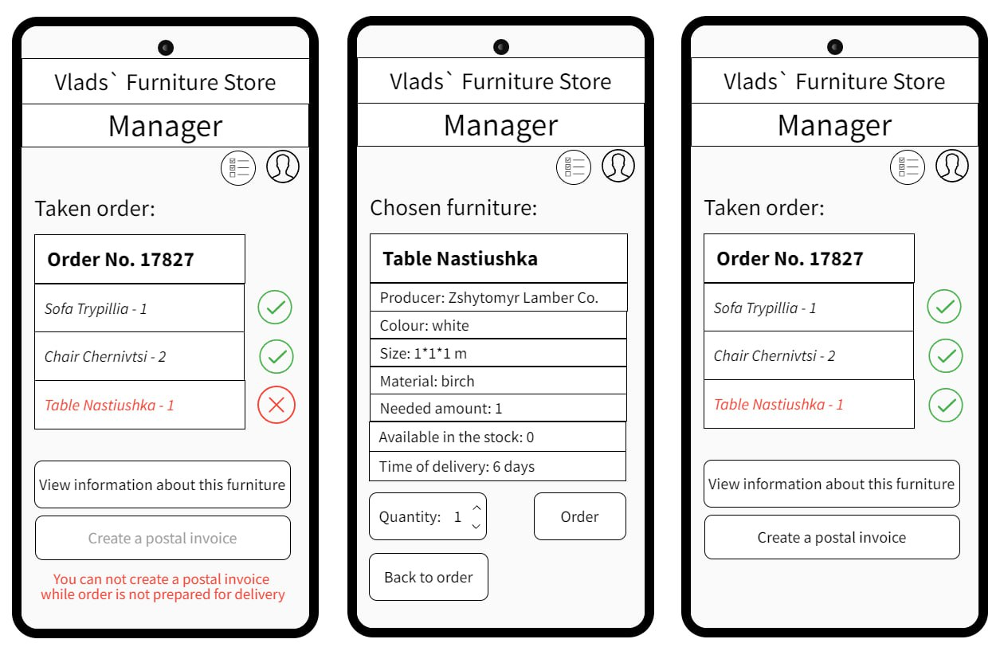 Vlads` Furniture Store
Manager
Taken order:
Order No. 17827
Sofa Trypillia - 1
Chair Chernivtsi - 2
Table Nastiushka - 1
View information about this furniture
Create a postal invoice
You can not create a postal invoice
while order is not prepared for delivery
Vlads` Furniture Store
Manager
Chosen furniture:
Table Nastiushka
Producer: Zshytomyr Lamber Co.
Colour: white
Size: 1*1*1 m
Material: birch
Needed amount: 1
Available in the stock: 0
Time of delivery: 6 days
Quantity: 1
Order
Back to order
Vlads` Furniture Store
Manager
Taken order:
Order No. 17827
Sofa Trypillia - 1
Chair Chernivtsi - 2
Table Nastiushka - 1
View information about this furniture
Create a postal invoice